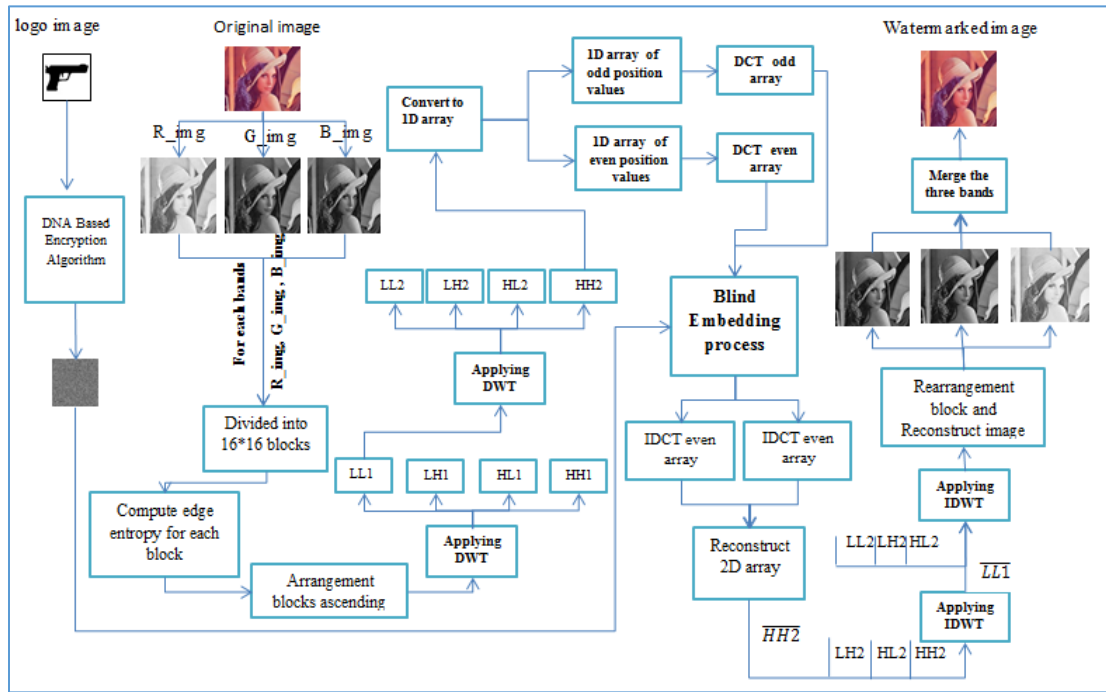 logo image
Original image
R_img
G_img
B_img
DNA Based
Encryption
Algorithm
For each bands
R_img, G_img, B_img
Divided into
16*16 blocks
Compute edge
entropy for each
block
Arrangement
blocks ascending
Applying
DWT
LL1
LH1
HL1
HH1
Applying
DWT
LL2
LH2
HL2
HH2
Convert to
1D array
1D array of
odd position
values
1D array of
even position
values
DCT odd
array
DCT even
array
Blind
Embedding
process
IDCT even
array
IDCT even
array
Reconstruct
2D array
H̅H̅2̅
LH2
HL2
HH2
Applying
IDWT
L̅L̅1̅
LL2
LH2
HL2
Applying
IDWT
Rearrangement
block and
Reconstruct image
Merge the
three bands
Watermarked image